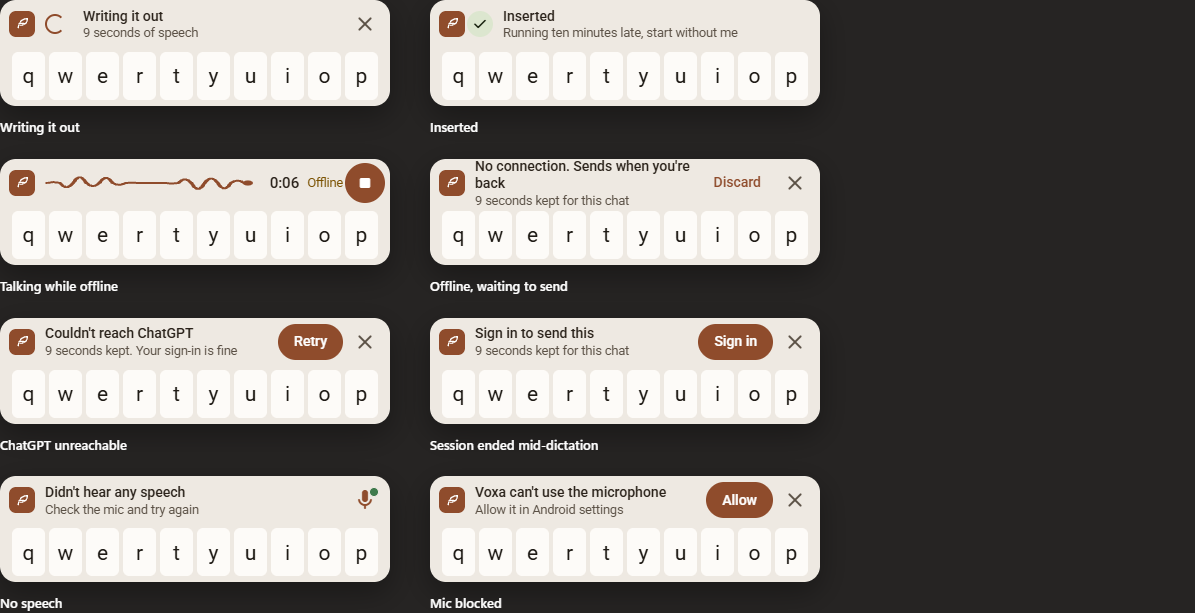 Writing it out
9 seconds of speech
q w e r t y u i o p
Writing it out
Inserted
Running ten minutes late, start without me
q w e r t y u i o p
Inserted
0:06 Offline
q w e r t y u i o p
Talking while offline
No connection. Sends when you're
back
9 seconds kept for this chat
Discard
q w e r t y u i o p
Offline, waiting to send
Couldn't reach ChatGPT
9 seconds kept. Your sign-in is fine
Retry
q w e r t y u i o p
ChatGPT unreachable
Sign in to send this
9 seconds kept for this chat
Sign in
q w e r t y u i o p
Session ended mid-dictation
Didn't hear any speech
Check the mic and try again
q w e r t y u i o p
No speech
Voxa can't use the microphone
Allow it in Android settings
Allow
q w e r t y u i o p
Mic blocked